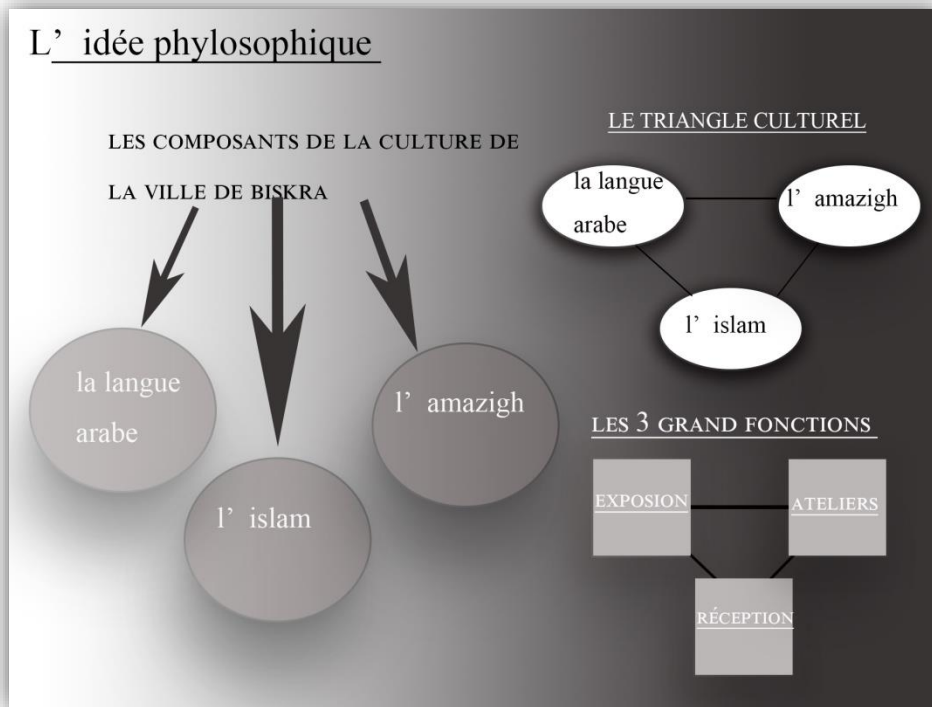 L’ idée phylosophique
LES COMPOSANTS DE LA CULTURE DE
LA VILLE DE BISKRA
la langue
arabe
l’ islam
l’ amazigh
LE TRIANGLE CULTUREL
la langue
arabe
l’ amazigh
l’ islam
LES 3 GRAND FONCTIONS
EXPOSION
ATELIERS
RÉCEPTION